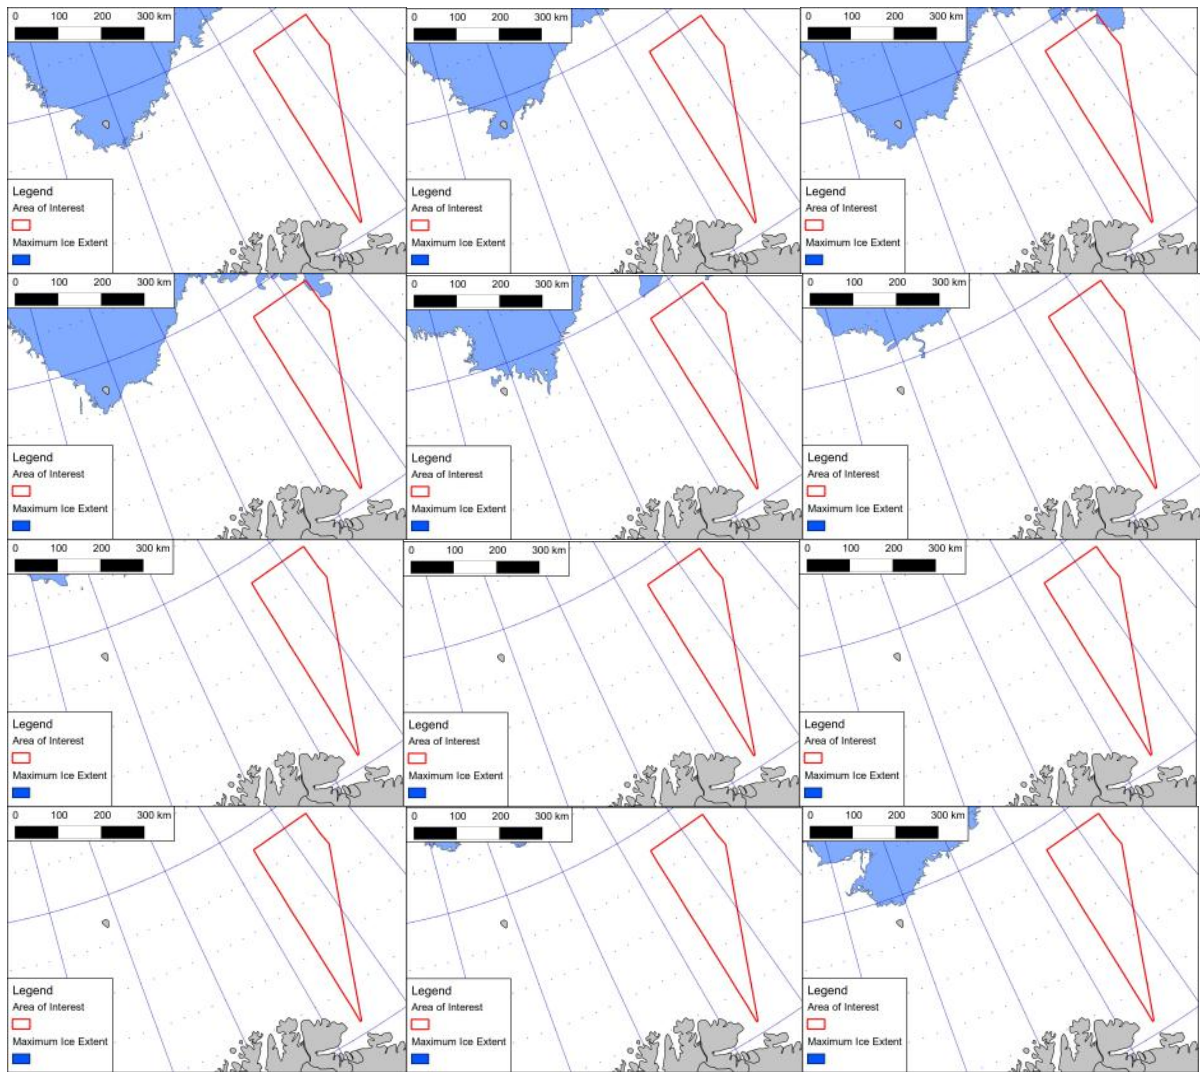 0 100 200 300 km
0 100 200 300 km
0 100 200 300 km
Legend
Area of Interest
Maximum Ice Extent
Legend
Area of Interest
Maximum Ice Extent
Legend
Area of Interest
Maximum Ice Extent
0 100 200 300 km
0 100 200 300 km
0 100 200 300 km
Legend
Area of Interest
Maximum Ice Extent
Legend
Area of Interest
Maximum Ice Extent
Legend
Area of Interest
Maximum Ice Extent
0 100 200 300 km
0 100 200 300 km
0 100 200 300 km
Legend
Area of Interest
Maximum Ice Extent
Legend
Area of Interest
Maximum Ice Extent
Legend
Area of Interest
Maximum Ice Extent
0 100 200 300 km
0 100 200 300 km
0 100 200 300 km
Legend
Area of Interest
Maximum Ice Extent
Legend
Area of Interest
Maximum Ice Extent
Legend
Area of Interest
Maximum Ice Extent